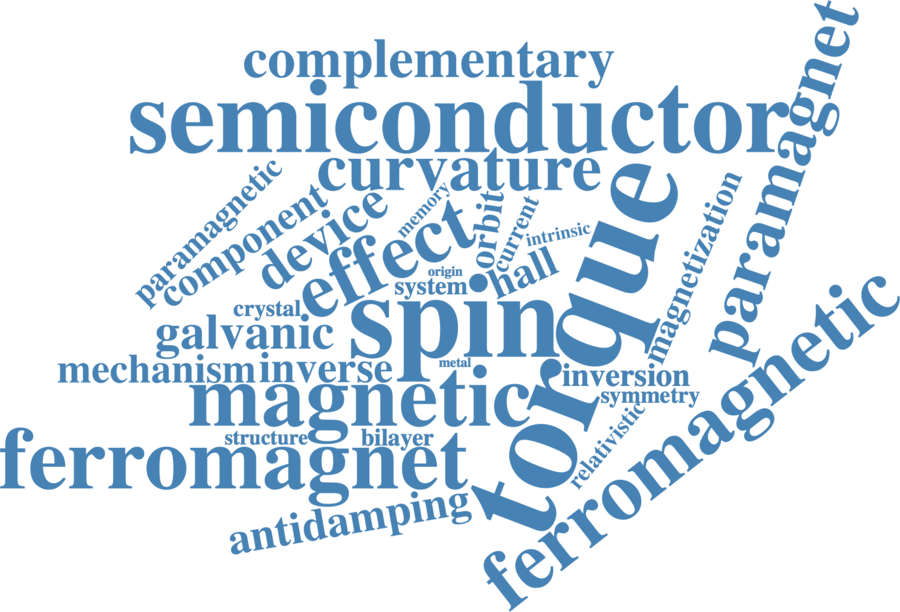 complementary
semiconductor
paramagnet
curvature
paramagnetic
component
device
memory
effect
orbit
current
intrinsic
hall
torque
magnetization
origin
system
crystal
spin
galvanic
metal
mechanism
inverse
inversion
magnetic
symmetry
ferromagnetic
structure
bilayer
relativistic
ferromagnet
antidamping